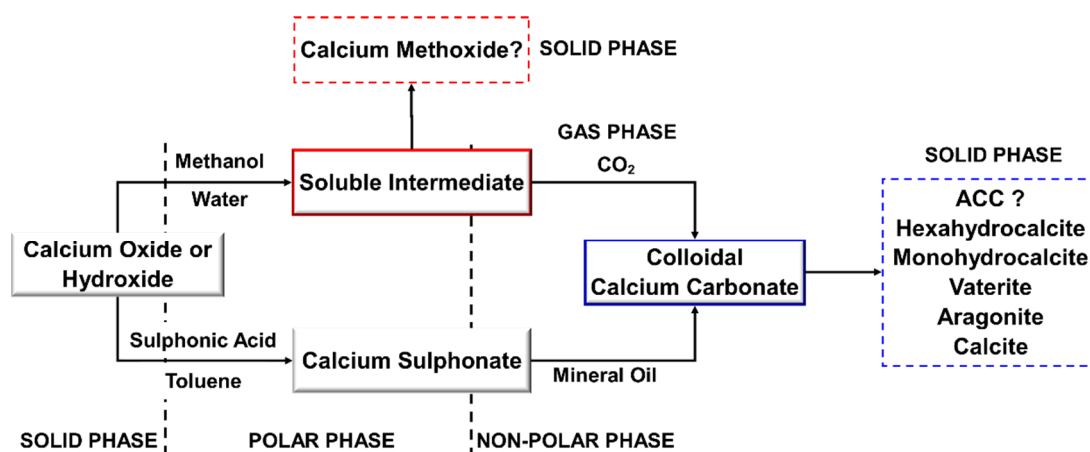 Calcium Methoxide?
SOLID PHASE
GAS PHASE
Methanol
Water
Soluble Intermediate
CO₂
SOLID PHASE
ACC ?
Hexahydrocalcite
Monohydrocalcite
Vaterite
Aragonite
Calcite
Calcium Oxide or
Hydroxide
Colloidal
Calcium Carbonate
Sulphonic Acid
Toluene
Calcium Sulphonate
Mineral Oil
SOLID PHASE
POLAR PHASE
NON-POLAR PHASE